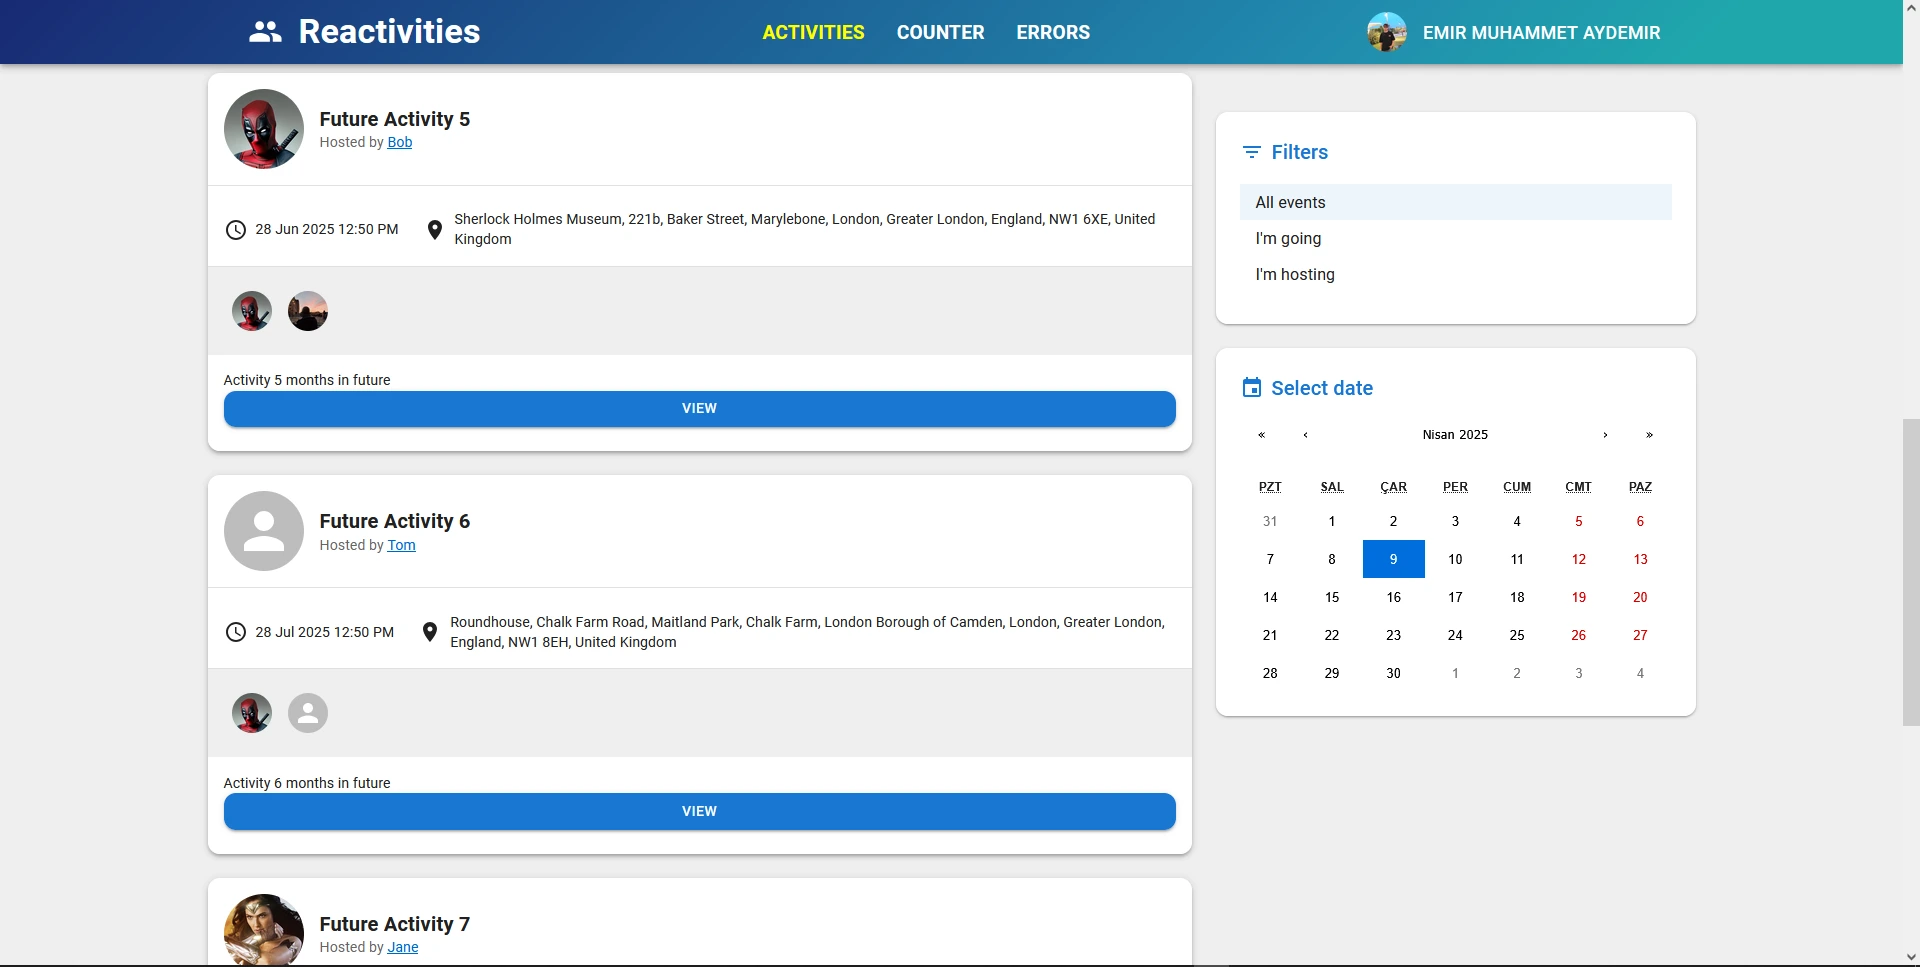 Reactivities
ACTIVITIES COUNTER ERRORS
EMIR MUHAMMET AYDEMIR
Future Activity 5
Hosted by Bob
28 Jun 2025 12:50 PM
Sherlock Holmes Museum, 221b, Baker Street, Marylebone, London, Greater London, England, NW1 6XE, United
Kingdom
Activity 5 months in future
VIEW
Future Activity 6
Hosted by Tom
28 Jul 2025 12:50 PM
Roundhouse, Chalk Farm Road, Maitland Park, Chalk Farm, London Borough of Camden, London, Greater London,
England, NW1 8EH, United Kingdom
Activity 6 months in future
VIEW
Future Activity 7
Hosted by Jane
Filters
All events
I'm going
I'm hosting
Select date
« ‹ Nisan 2025 › »
PZT SAL ÇAR PER CUM CMT PAZ
31 1 2 3 4 5 6
7 8 9 10 11 12 13
14 15 16 17 18 19 20
21 22 23 24 25 26 27
28 29 30 1 2 3 4